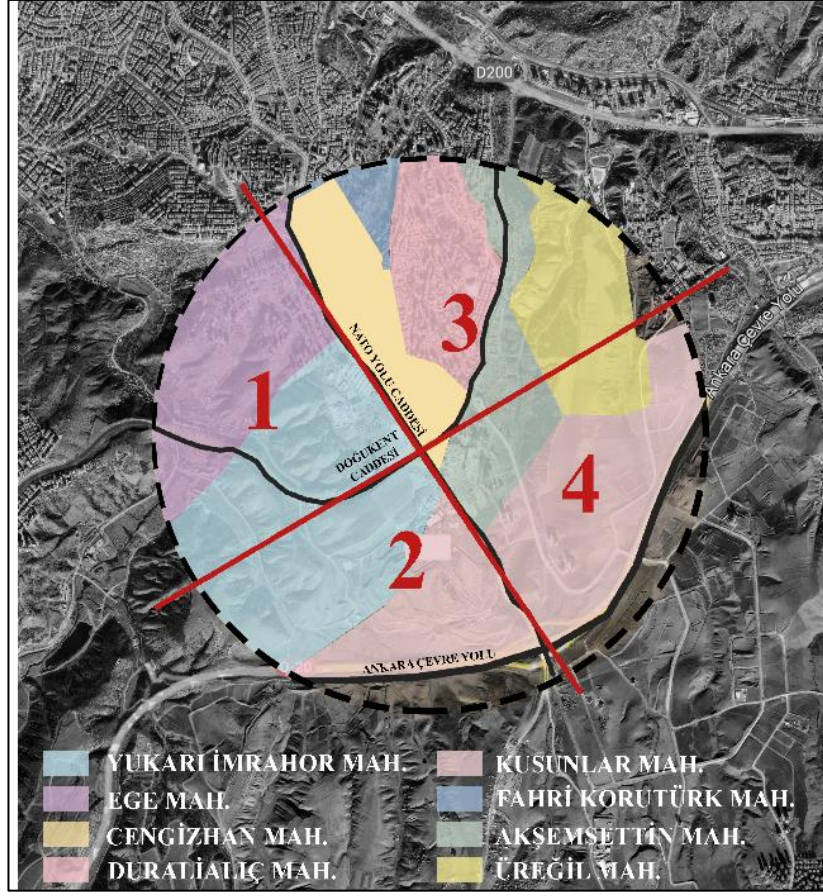 D200
Ankara Çevre Yolu
3
NATO YOLU CADDESİ
1
DOĞUKENT
CADDESİ
4
2
ANKARA ÇEVRE YOLU
O-20
YUKARI İMRAHOR MAH.
EGE MAH.
CENGİZHAN MAH.
DURALİALIÇ MAH.
KUSUNLAR MAH.
FAHRİ KORUTÜRK MAH.
AKŞEMSETTİN MAH.
ÜREĞİL MAH.